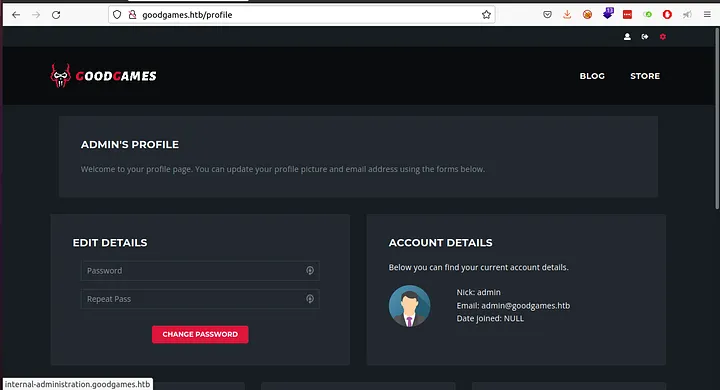 goodgames.htb/profile
13
GOODGAMES
BLOG
STORE
ADMIN'S PROFILE
Welcome to your profile page. You can update your profile picture and email address using the forms below.
EDIT DETAILS
Password
Repeat Pass
CHANGE PASSWORD
ACCOUNT DETAILS
Below you can find your current account details.
Nick: admin
Email: admin@goodgames.htb
Date joined: NULL
internal-administration.goodgames.htb